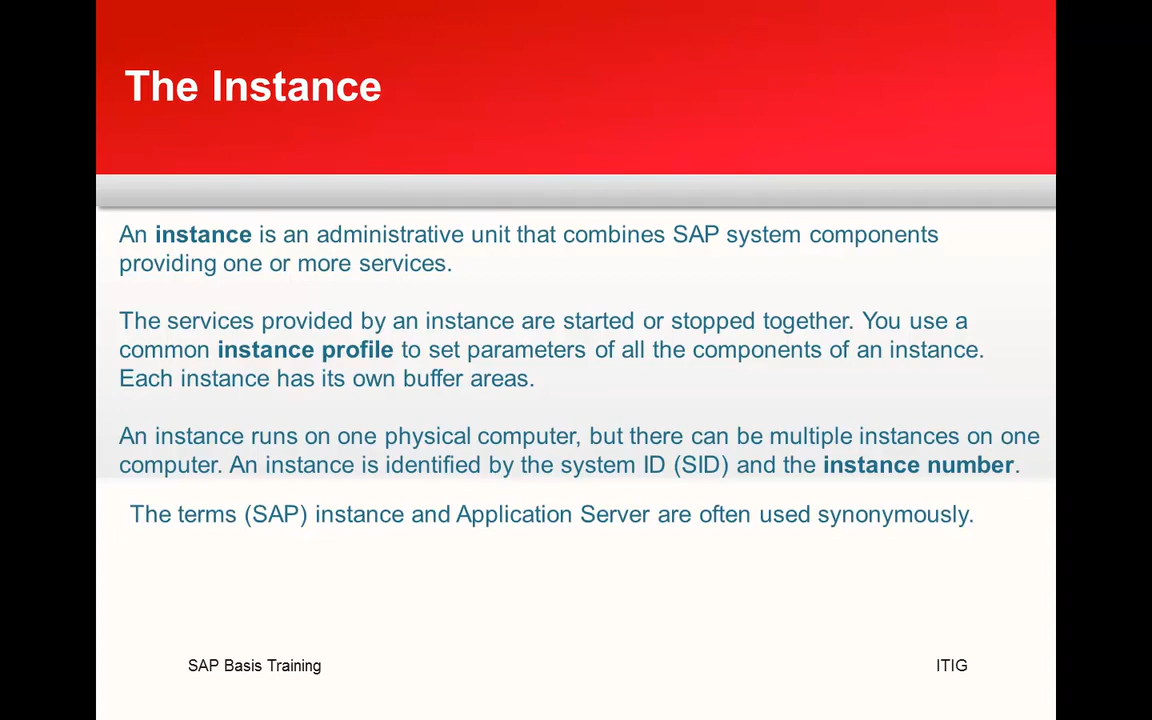 The Instance
An instance is an administrative unit that combines SAP system components
providing one or more services.
The services provided by an instance are started or stopped together. You use a
common instance profile to set parameters of all the components of an instance.
Each instance has its own buffer areas.
An instance runs on one physical computer, but there can be multiple instances on one
computer. An instance is identified by the system ID (SID) and the instance number.
The terms (SAP) instance and Application Server are often used synonymously.
SAP Basis Training
ITIG